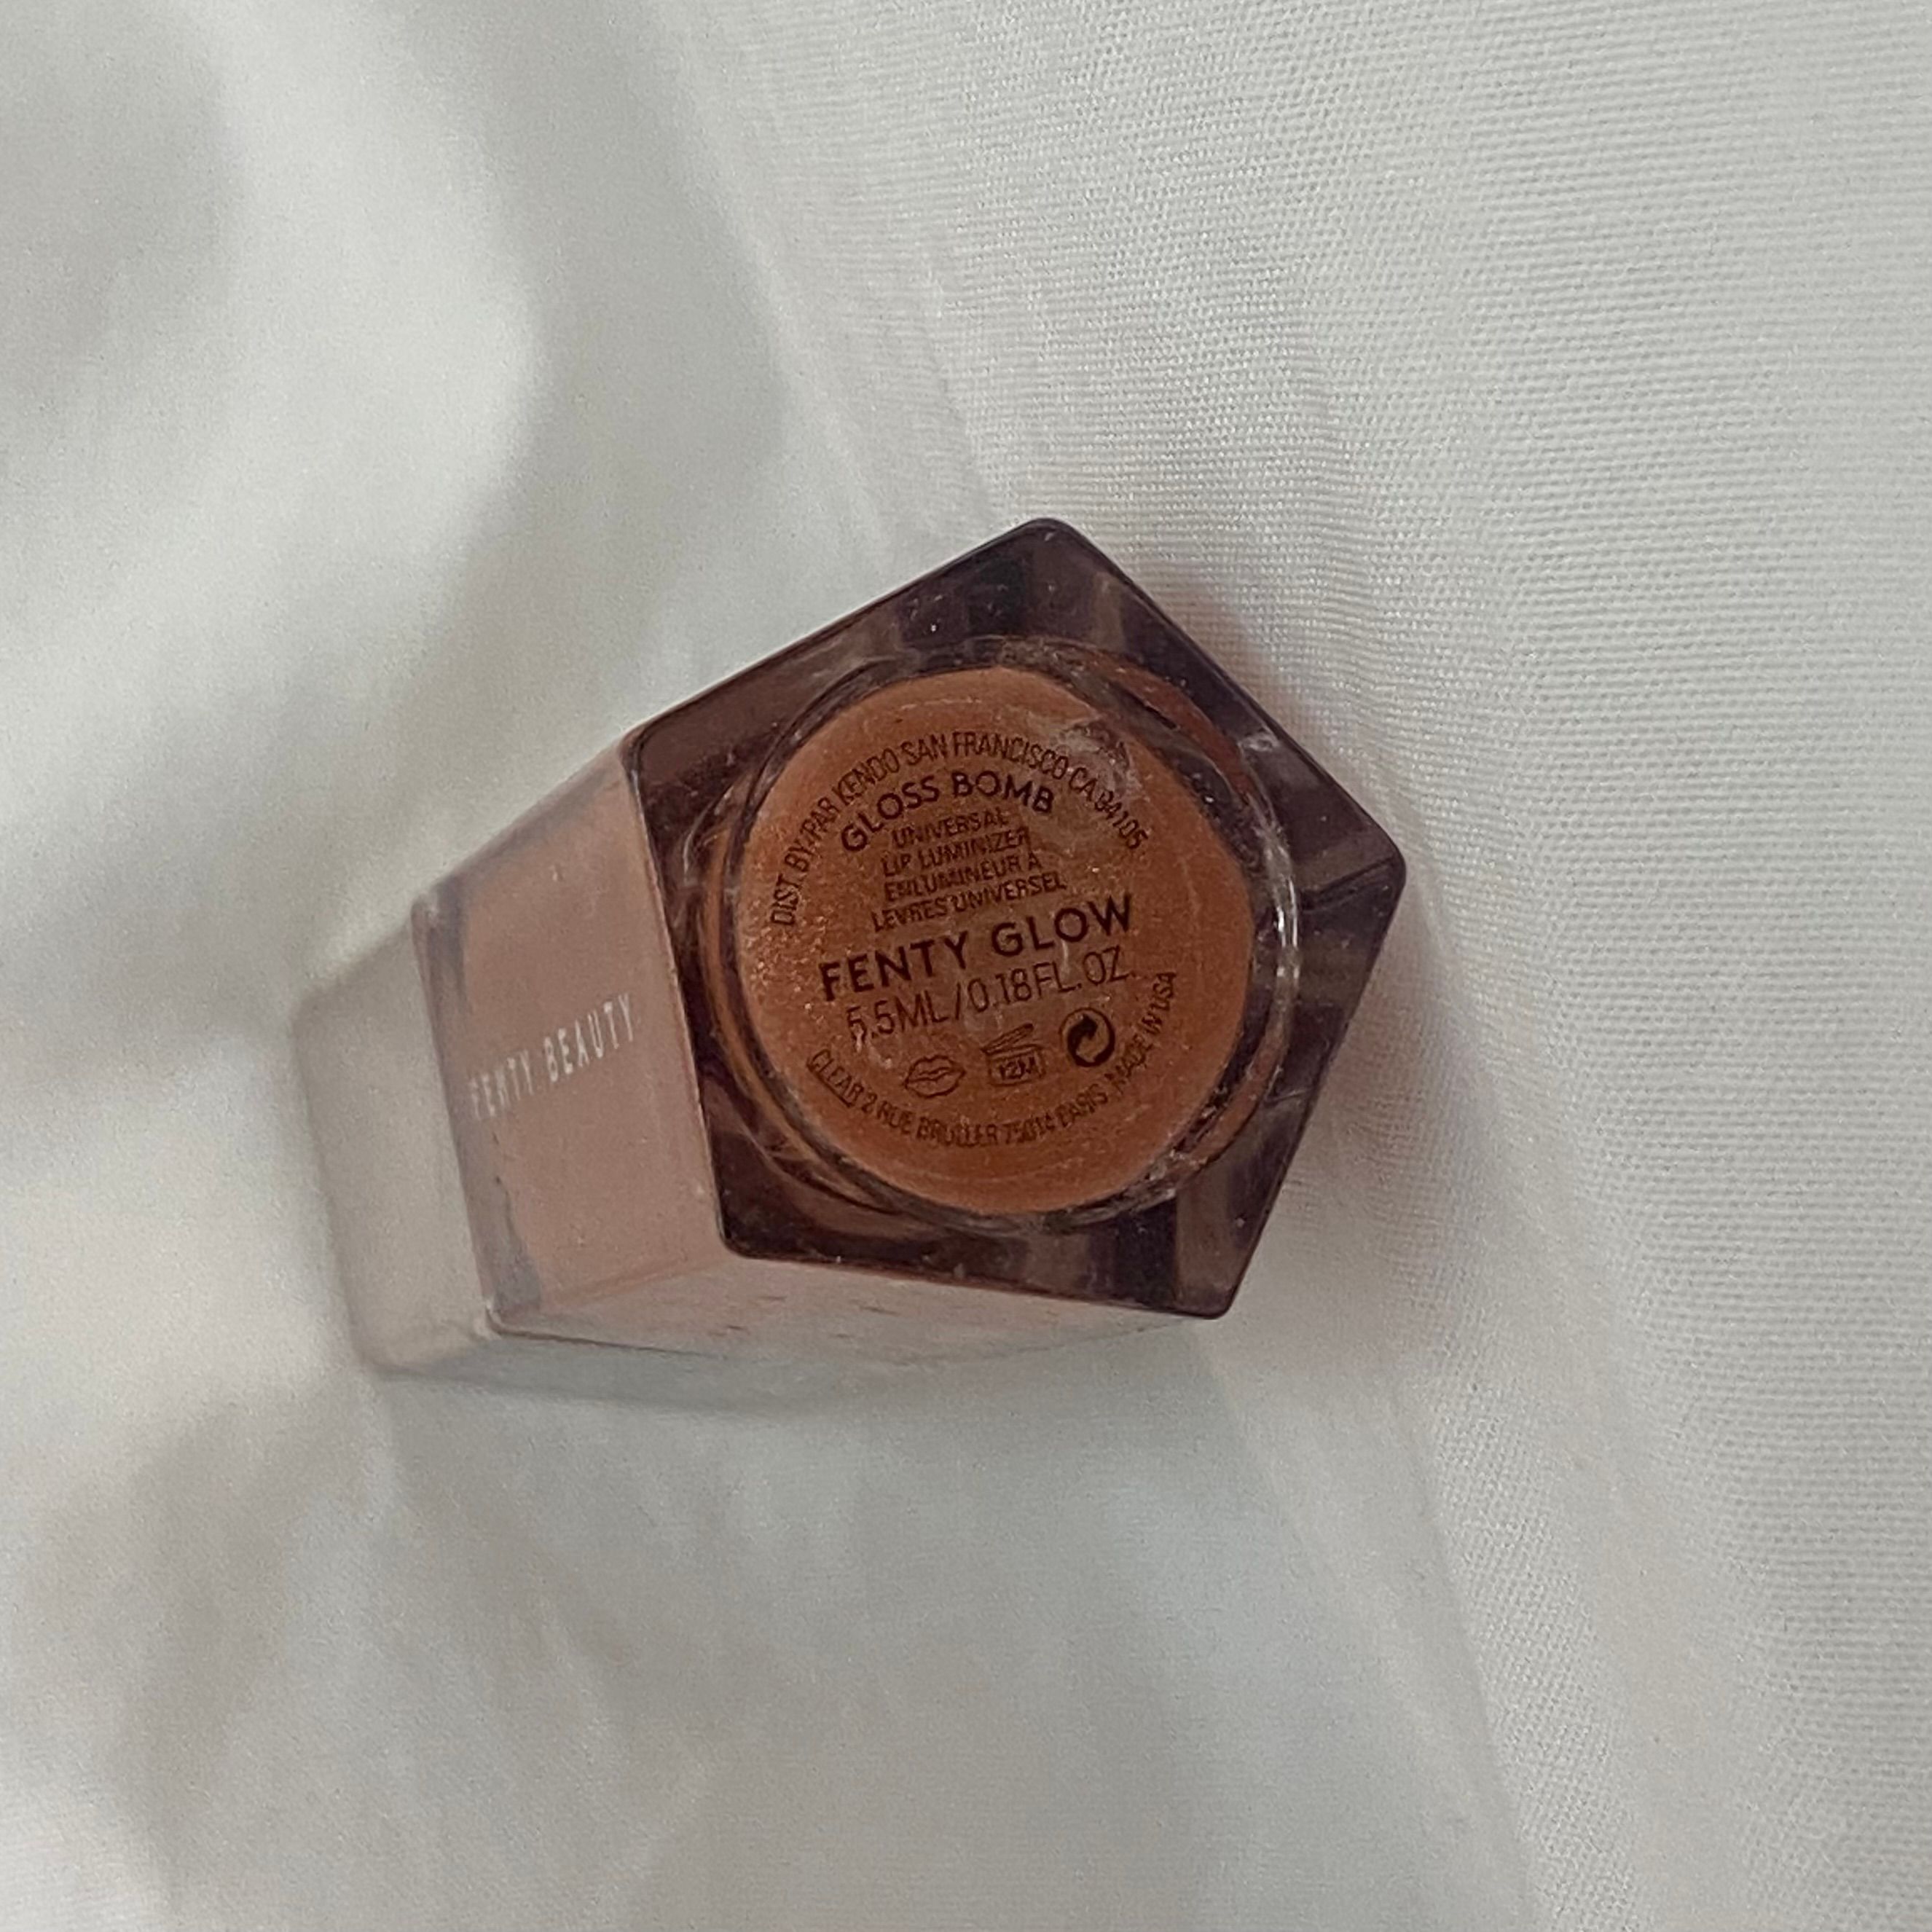 DIST. BY/PAR KENDO SAN FRANCISCO CA 94105
GLOSS BOMB
UNIVERSAL
LIP LUMINIZER
ENLUMINEUR À
LÈVRES UNIVERSEL
FENTY GLOW
5,5ML/0.18FL.OZ.
12M
CLEAR 2 RUE BRULLER 75014 PARIS MADE IN USA
FENTY BEAUTY